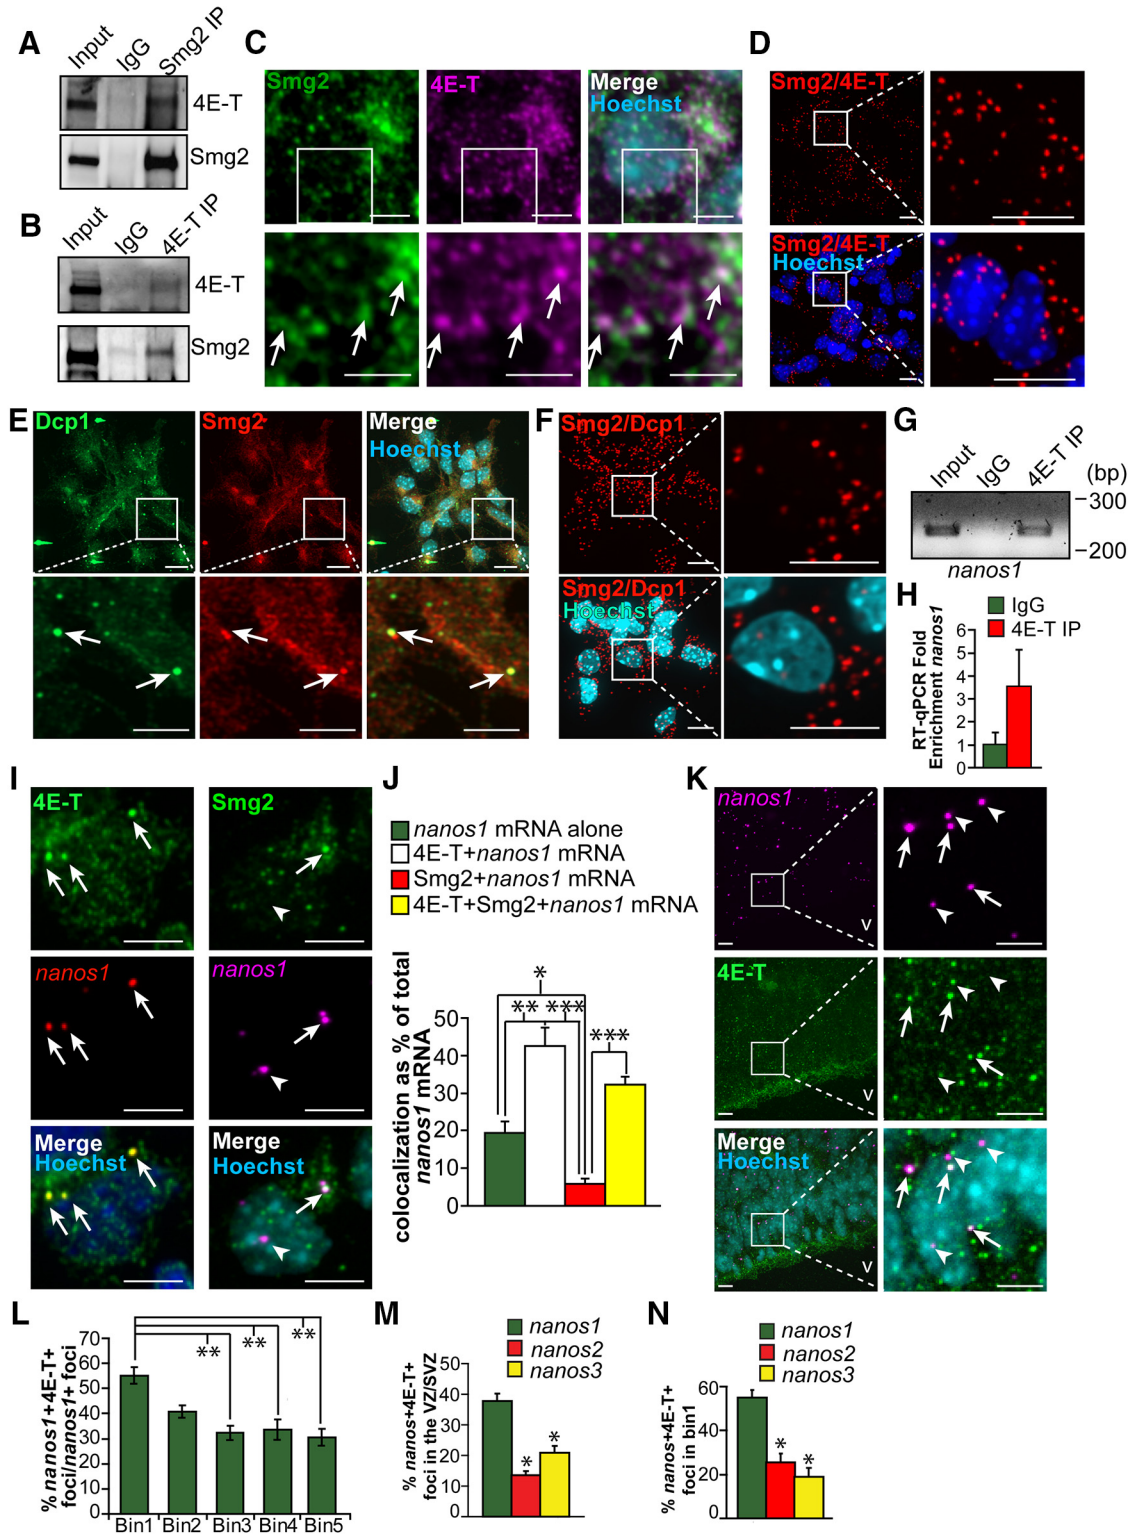 A
Input
IgG
Smg2 IP
4E-T
Smg2
B
Input
IgG
4E-T IP
4E-T
Smg2
C
Smg2
4E-T
Merge
Hoechst
D
Smg2/4E-T
Smg2/4E-T
Hoechst
E
Dcp1
Smg2
Merge
Hoechst
F
Smg2/Dcp1
Smg2/Dcp1
Hoechst
G
Input
IgG
4E-T IP
(bp)
300
200
nanos1
H
IgG
4E-T IP
RT-qPCR Fold
Enrichment nanos1
6
5
4
3
2
1
0
I
4E-T
Smg2
nanos1
nanos1
Merge
Hoechst
Merge
Hoechst
J
nanos1 mRNA alone
4E-T+nanos1 mRNA
Smg2+nanos1 mRNA
4E-T+Smg2+nanos1 mRNA
colocalization as % of total
nanos1 mRNA
50
40
30
20
10
0
*
** ***
***
K
nanos1
V
4E-T
V
Merge
Hoechst
V
L
% nanos1+4E-T+
foci/nanos1+ foci
70
60
50
40
30
20
10
0
**
**
**
Bin1 Bin2 Bin3 Bin4 Bin5
M
nanos1
nanos2
nanos3
% nanos+4E-T+
foci in the VZ/SVZ
50
40
30
20
10
0
*
*
N
nanos1
nanos2
nanos3
% nanos+4E-T+
foci in bin1
60
40
20
0
*
*